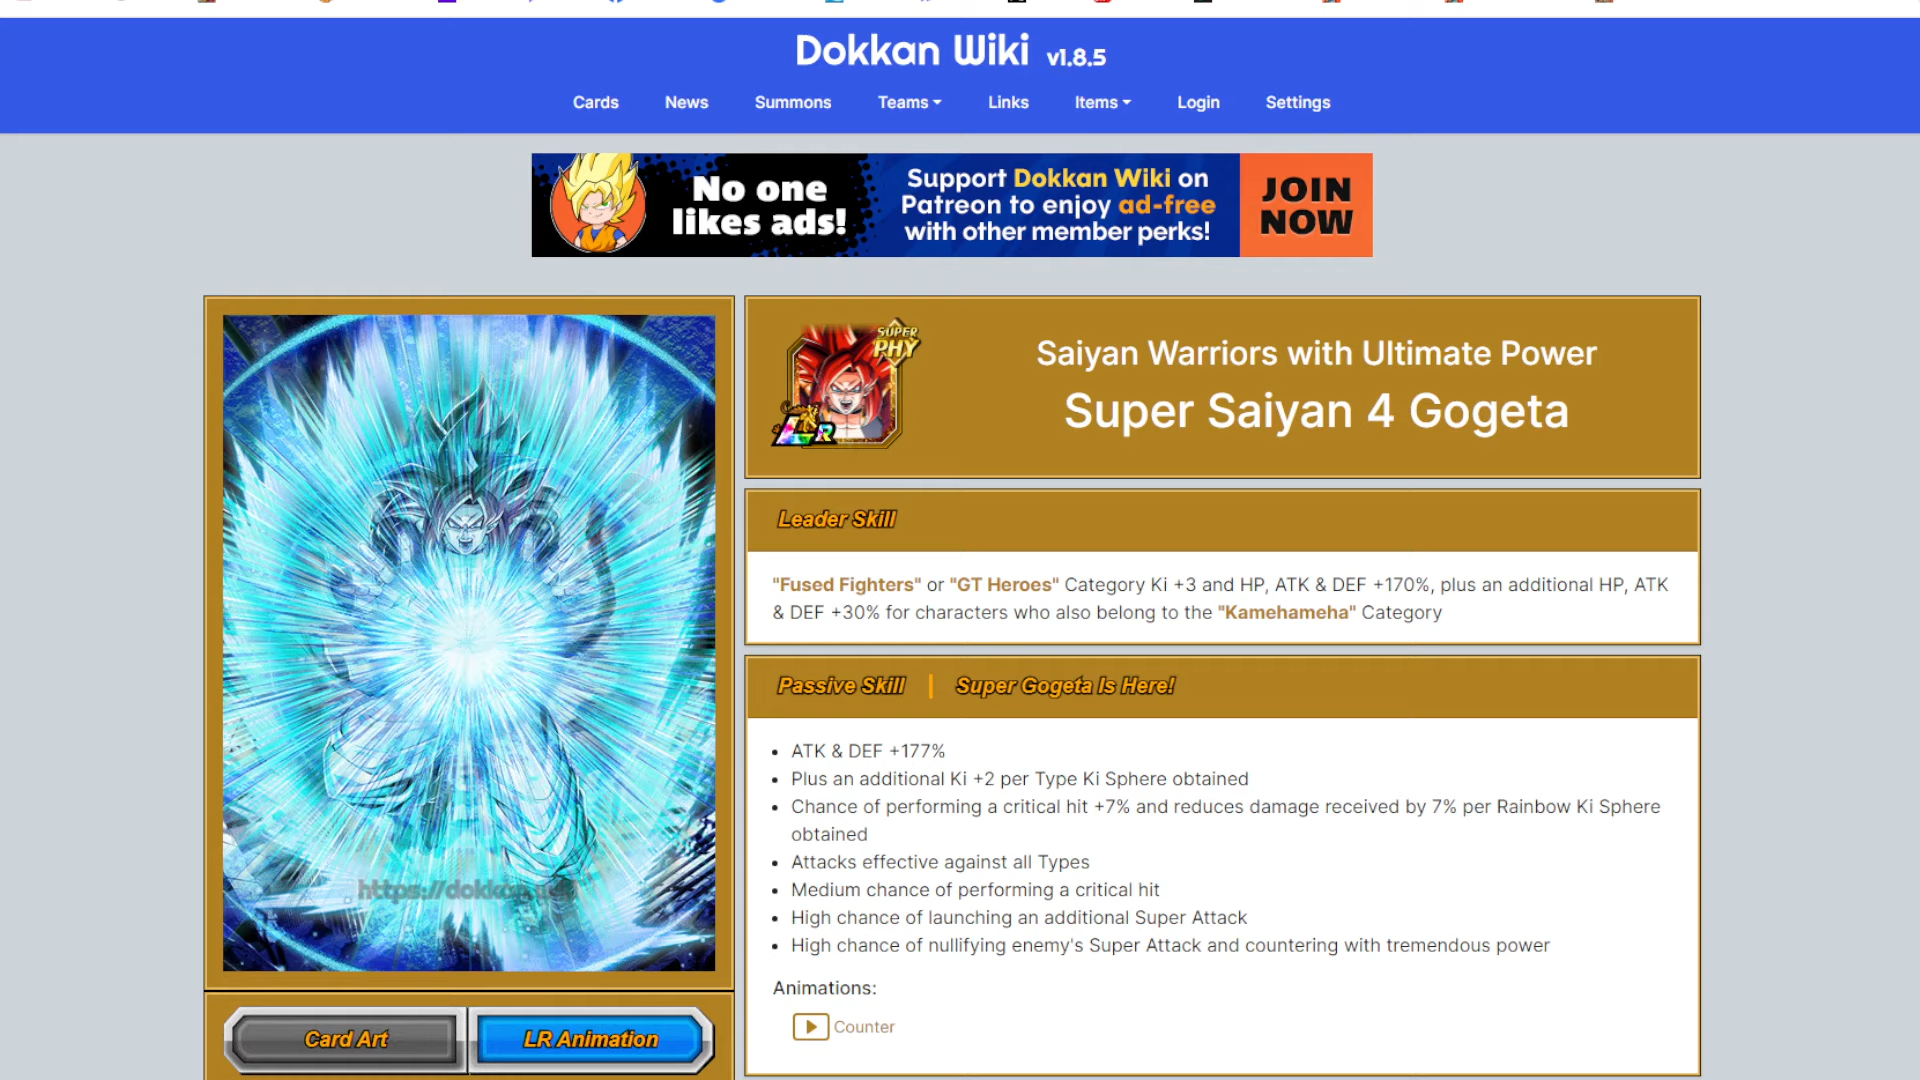 Dokkan Wiki v1.8.5
Cards News Summons Teams Links Items Login Settings
No one
likes ads!
Support Dokkan Wiki on
Patreon to enjoy ad-free
with other member perks!
JOIN
NOW
SUPER
PHY
LR
Saiyan Warriors with Ultimate Power
Super Saiyan 4 Gogeta
Leader Skill
"Fused Fighters" or "GT Heroes" Category Ki +3 and HP, ATK & DEF +170%, plus an additional HP, ATK
& DEF +30% for characters who also belong to the "Kamehameha" Category
Passive Skill | Super Gogeta Is Here!
• ATK & DEF +177%
• Plus an additional Ki +2 per Type Ki Sphere obtained
• Chance of performing a critical hit +7% and reduces damage received by 7% per Rainbow Ki Sphere
obtained
• Attacks effective against all Types
• Medium chance of performing a critical hit
• High chance of launching an additional Super Attack
• High chance of nullifying enemy's Super Attack and countering with tremendous power
Animations:
Counter
Card Art
LR Animation